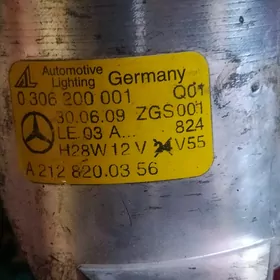 AL Automotive Lighting Germany
0 306 200 001 Q01
30.06.09 ZGS 001
LE 03 A... 824
H28W 12 V V55
A 212 820 03 56